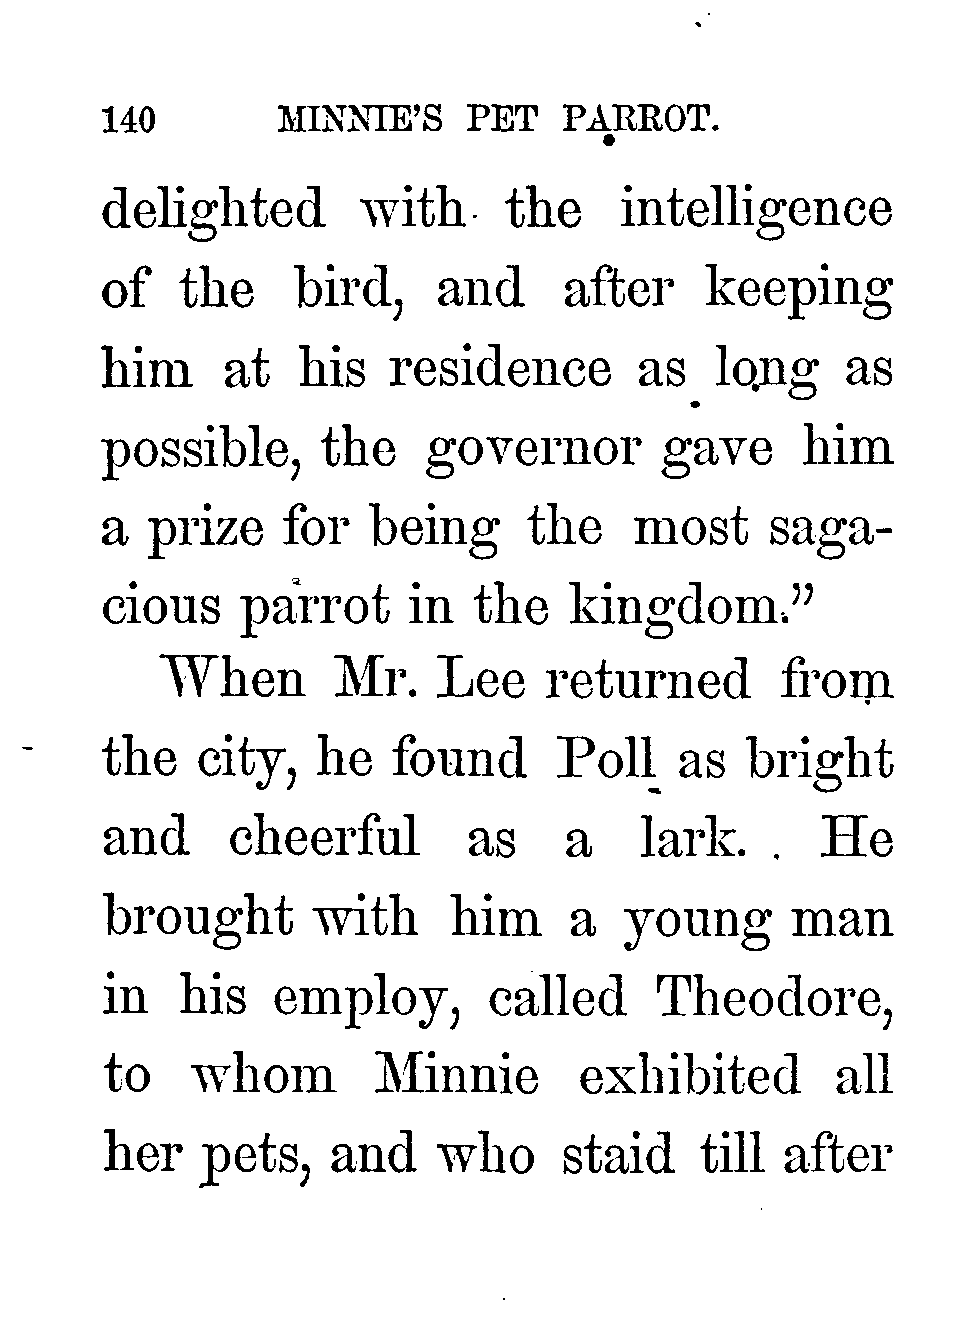 140 MINNIE'S PET PARROT.
delighted with the intelligence
of the bird, and after keeping
him at his residence as long as
possible, the governor gave him
a prize for being the most saga-
cious parrot in the kingdom."
When Mr. Lee returned from
the city, he found Poll as bright
and cheerful as a lark. He
brought with him a young man
in his employ, called Theodore,
to whom Minnie exhibited all
her pets, and who staid till after